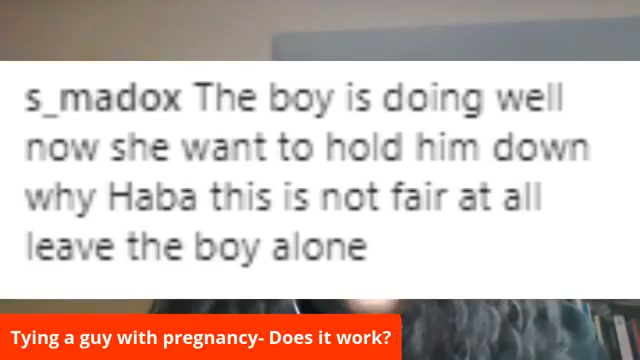 s_madox The boy is doing well
now she want to hold him down
why Haba this is not fair at all
leave the boy alone
Tying a guy with pregnancy- Does it work?